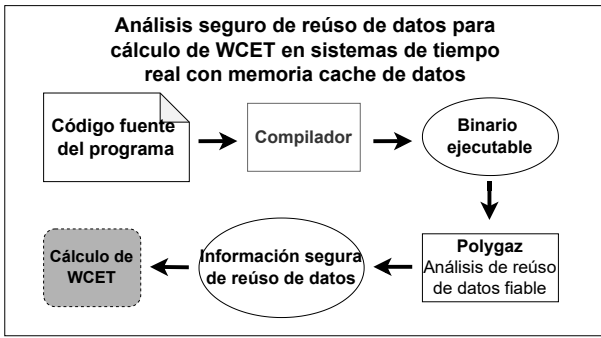 Análisis seguro de reúso de datos para
cálculo de WCET en sistemas de tiempo
real con memoria cache de datos
Código fuente
del programa
Compilador
Binario
ejecutable
Polygaz
Análisis de reúso
de datos fiable
Información segura
de reúso de datos
Cálculo de
WCET